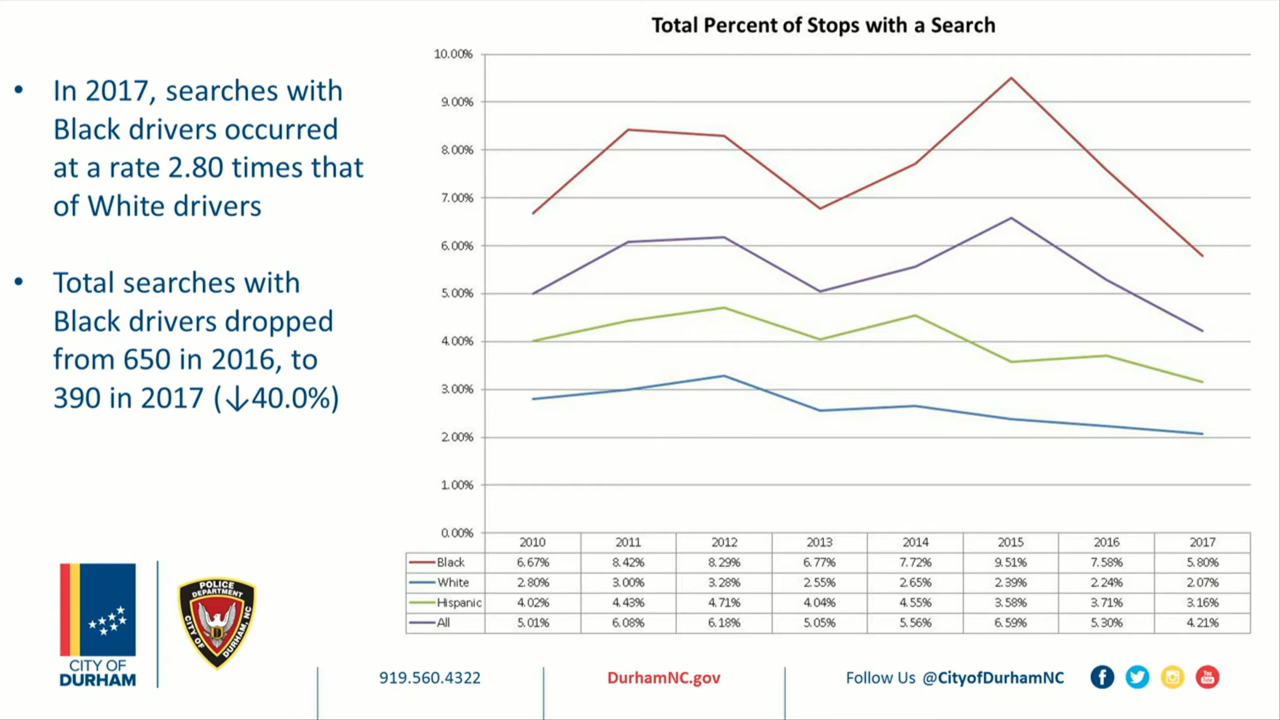 Total Percent of Stops with a Search
• In 2017, searches with
Black drivers occurred
at a rate 2.80 times that
of White drivers
• Total searches with
Black drivers dropped
from 650 in 2016, to
390 in 2017 (↓40.0%)
10.00%
9.00%
8.00%
7.00%
6.00%
5.00%
4.00%
3.00%
2.00%
1.00%
0.00%
2010 2011 2012 2013 2014 2015 2016 2017
Black 6.67% 8.42% 8.29% 6.77% 7.72% 9.51% 7.58% 5.80%
White 2.80% 3.00% 3.28% 2.55% 2.65% 2.39% 2.24% 2.07%
Hispanic 4.02% 4.43% 4.71% 4.04% 4.55% 3.58% 3.71% 3.16%
All 5.01% 6.08% 6.18% 5.05% 5.56% 6.59% 5.30% 4.21%
CITY OF
DURHAM
POLICE
DEPARTMENT
CITY OF
DURHAM, NC
919.560.4322
DurhamNC.gov
Follow Us @CityofDurhamNC
You
Tube